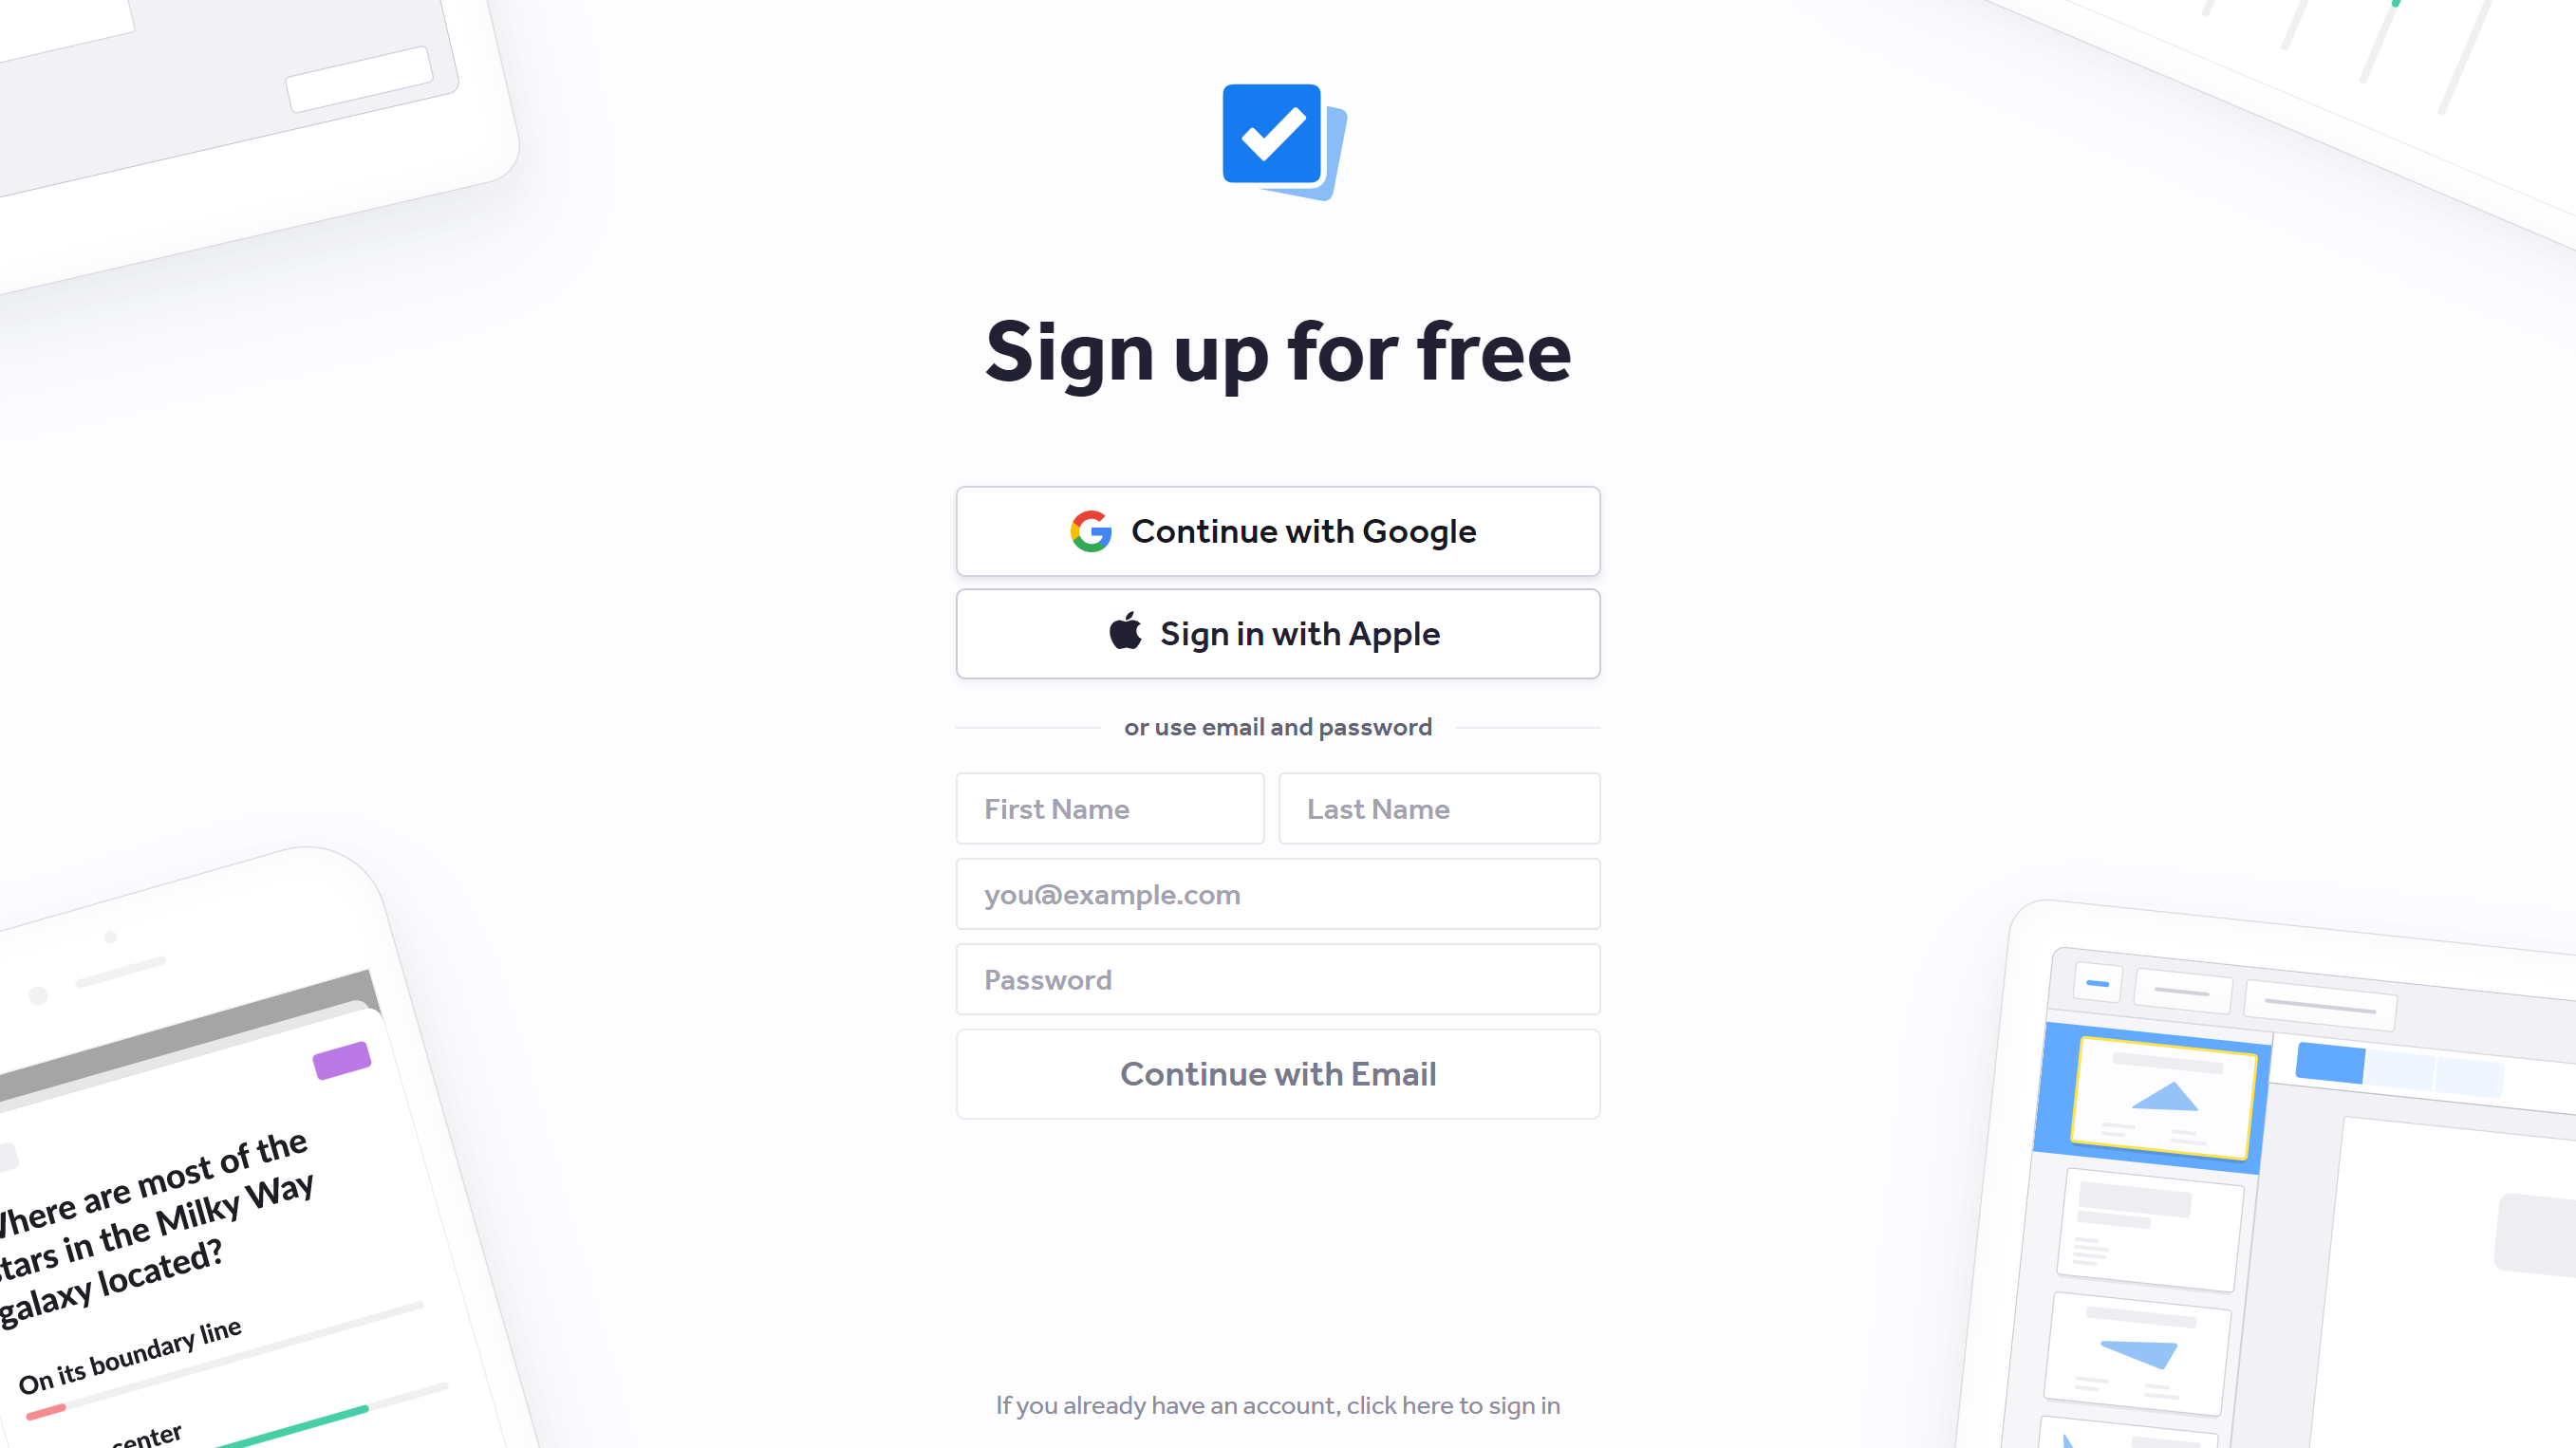 Sign up for free
Continue with Google
Sign in with Apple
or use email and password
First Name
Last Name
you@example.com
Password
Continue with Email
If you already have an account, click here to sign in
Where are most of the
stars in the Milky Way
galaxy located?
On its boundary line
center